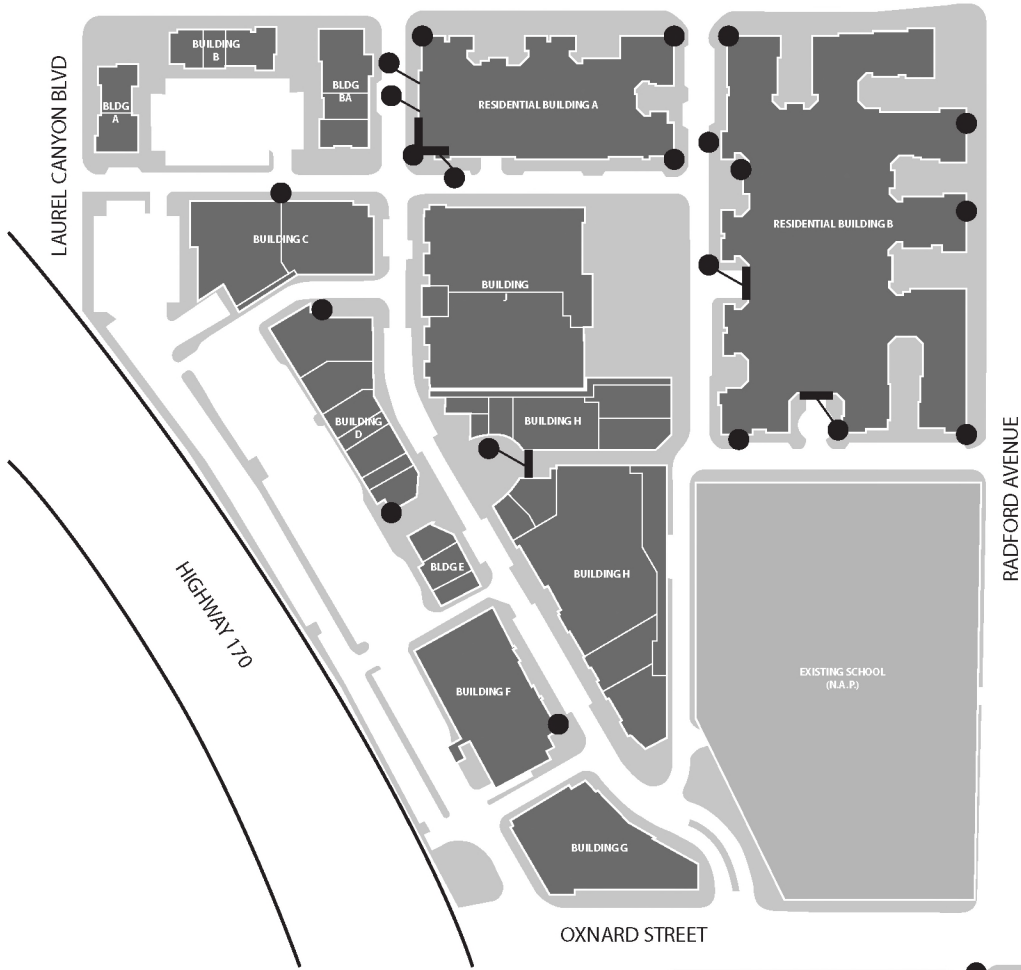 BUILDING
B
LAUREL CANYON BLVD
BLDG
BA
BLDG
A
RESIDENTIAL BUILDING A
RESIDENTIAL BUILDING B
BUILDING C
BUILDING
J
BUILDING
D
BUILDING H
BLDG E
BUILDING H
HIGHWAY 170
RADFORD AVENUE
BUILDING F
EXISTING SCHOOL
(N.A.P.)
BUILDING G
OXNARD STREET